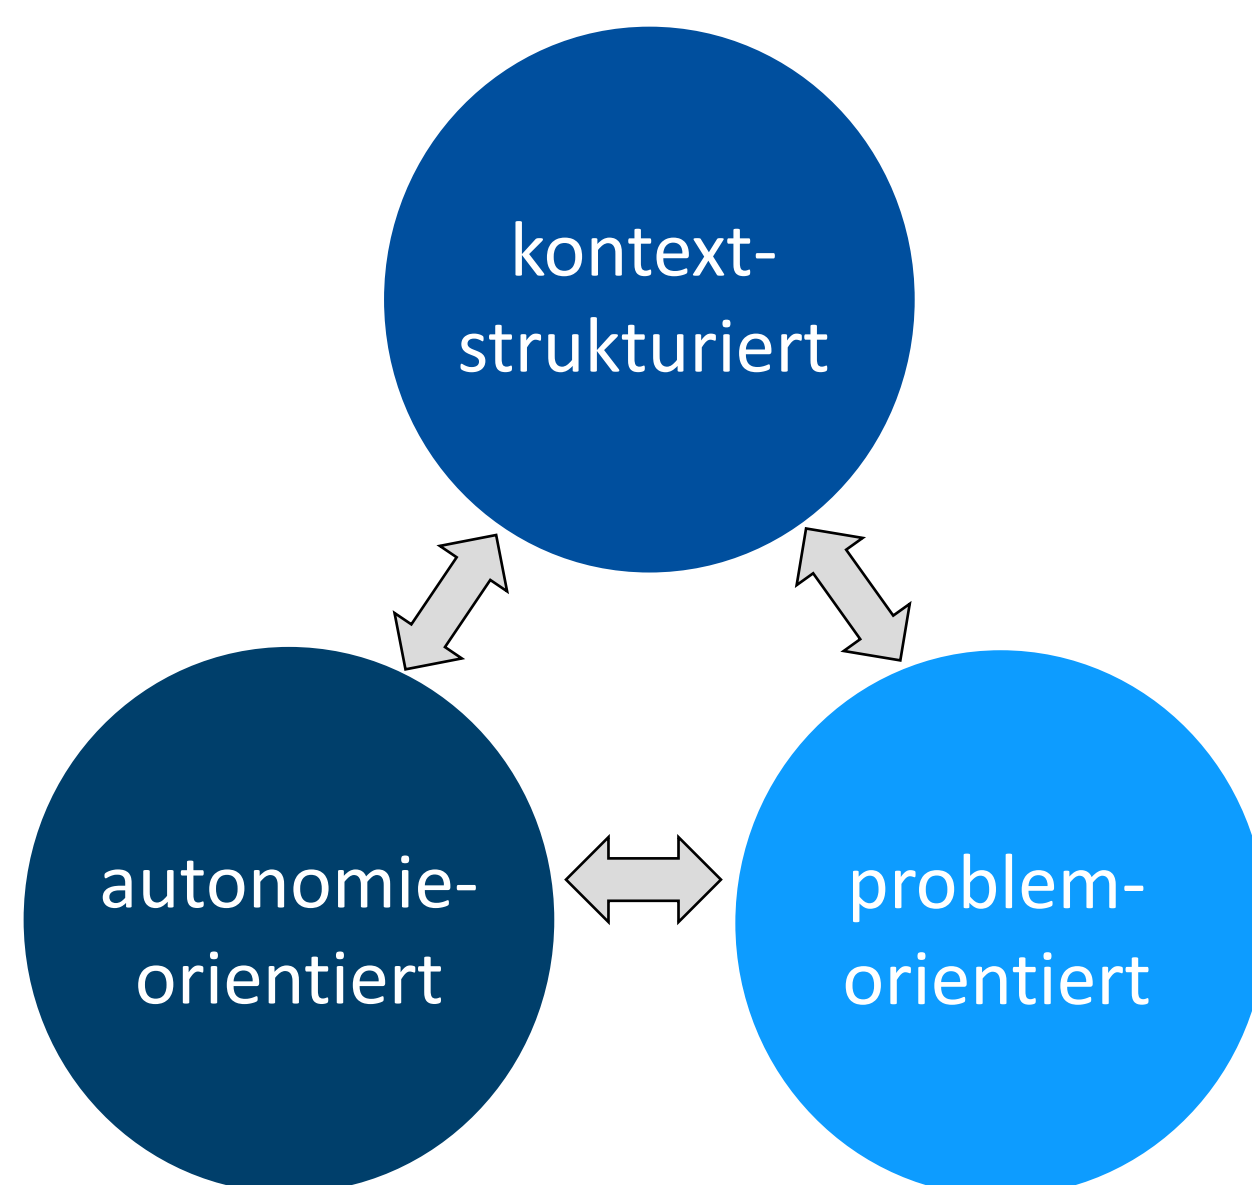 kontext-
strukturiert
autonomie-
orientiert
problem-
orientiert